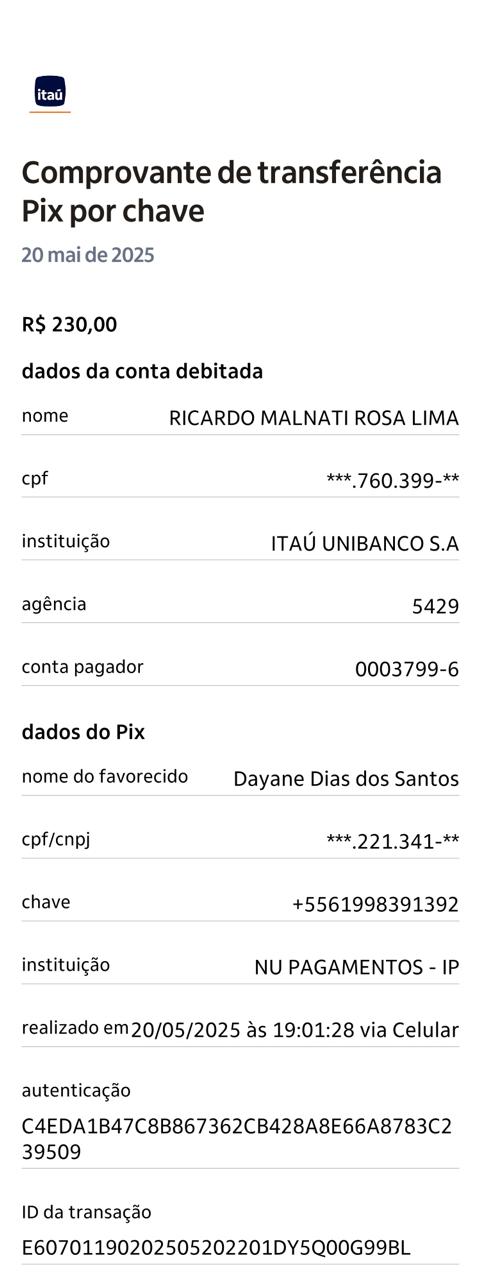 itaú
Comprovante de transferência
Pix por chave
20 mai de 2025
R$ 230,00
dados da conta debitada
nome RICARDO MALNATI ROSA LIMA
cpf ***.760.399-**
instituição ITAÚ UNIBANCO S.A
agência 5429
conta pagador 0003799-6
dados do Pix
nome do favorecido Dayane Dias dos Santos
cpf/cnpj ***.221.341-**
chave +5561998391392
instituição NU PAGAMENTOS - IP
realizado em 20/05/2025 às 19:01:28 via Celular
autenticação
C4EDA1B47C8B867362CB428A8E66A8783C2
39509
ID da transação
E60701190202505202201DY5Q00G99BL